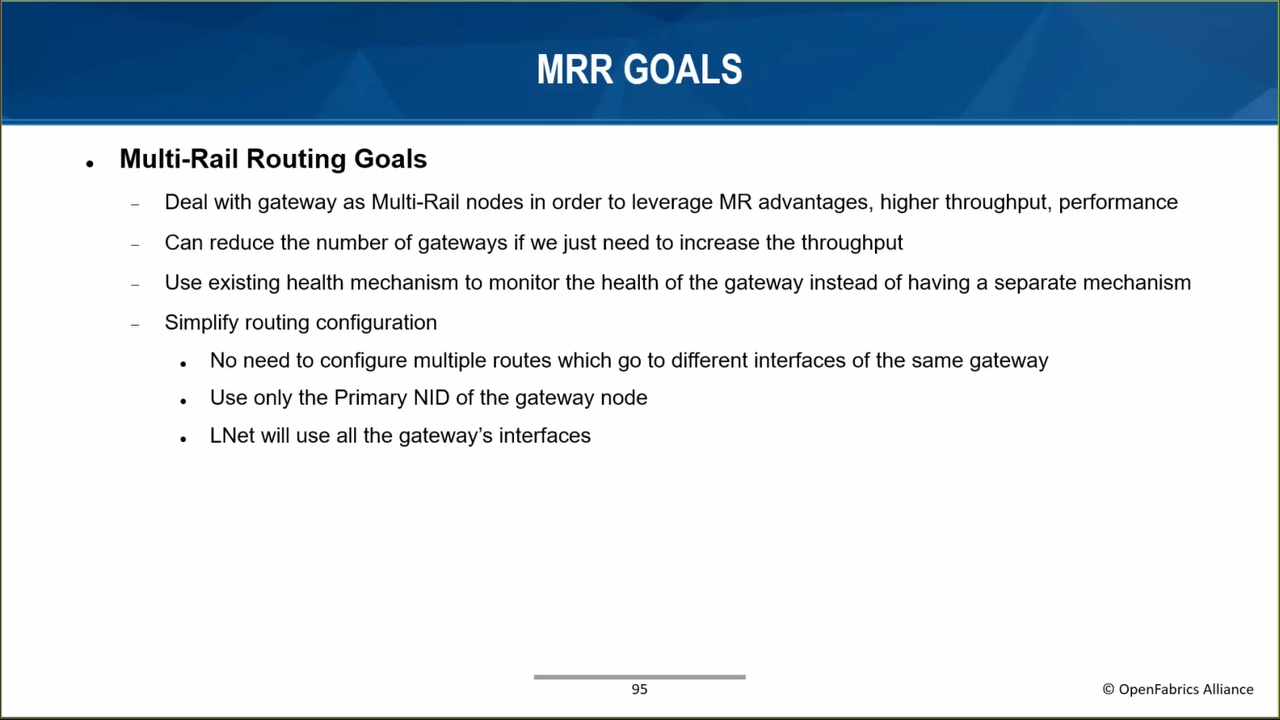 MRR GOALS
• Multi-Rail Routing Goals
– Deal with gateway as Multi-Rail nodes in order to leverage MR advantages, higher throughput, performance
– Can reduce the number of gateways if we just need to increase the throughput
– Use existing health mechanism to monitor the health of the gateway instead of having a separate mechanism
– Simplify routing configuration
• No need to configure multiple routes which go to different interfaces of the same gateway
• Use only the Primary NID of the gateway node
• LNet will use all the gateway’s interfaces
95
© OpenFabrics Alliance